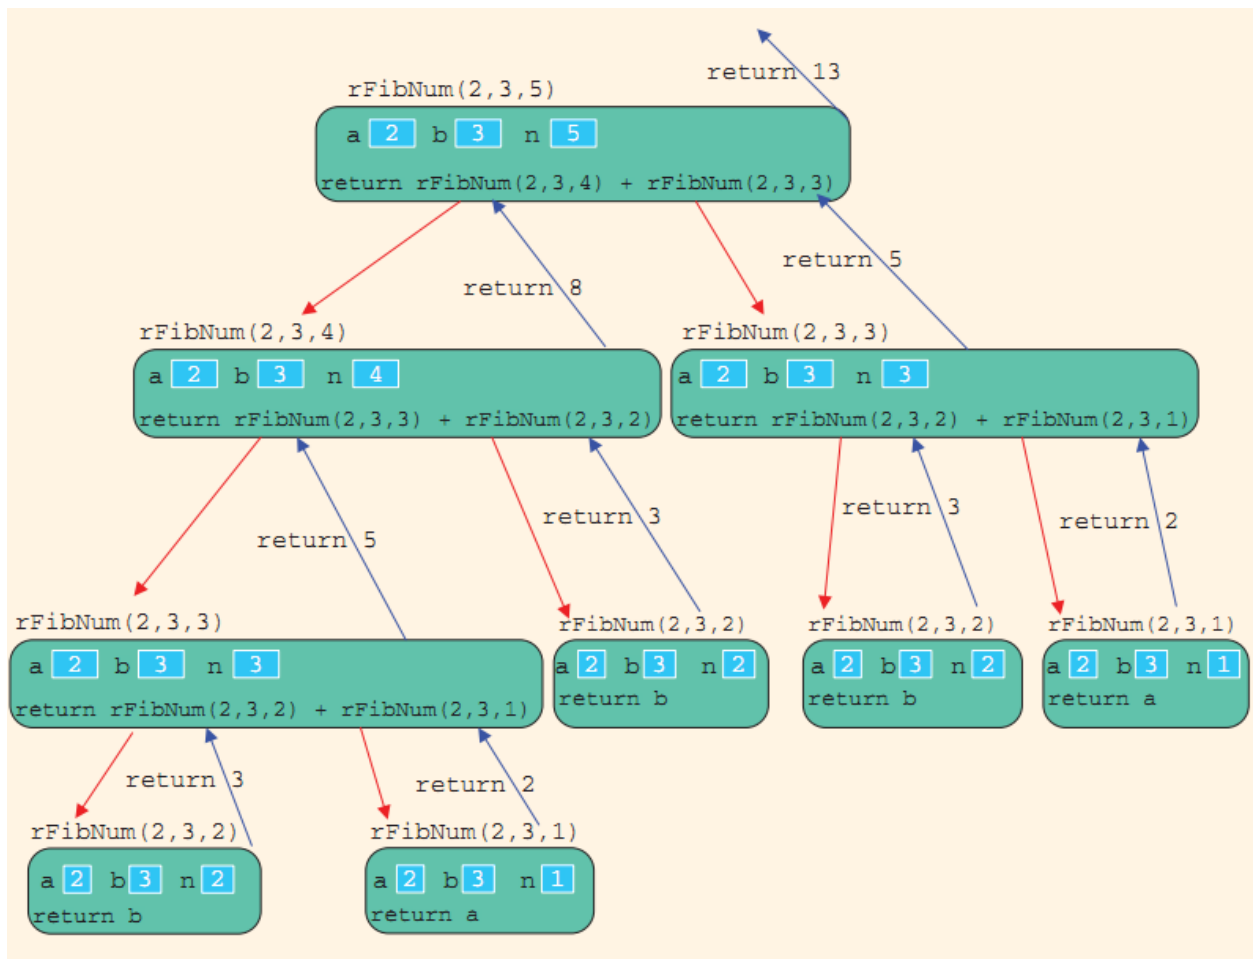 return 13
rFibNum(2,3,5)
a 2 b 3 n 5
return rFibNum(2,3,4) + rFibNum(2,3,3)
return 5
return 8
rFibNum(2,3,4)
a 2 b 3 n 4
return rFibNum(2,3,3) + rFibNum(2,3,2)
rFibNum(2,3,3)
a 2 b 3 n 3
return rFibNum(2,3,2) + rFibNum(2,3,1)
return 5
return 3
return 3
return 2
rFibNum(2,3,3)
a 2 b 3 n 3
return rFibNum(2,3,2) + rFibNum(2,3,1)
rFibNum(2,3,2)
a 2 b 3 n 2
return b
rFibNum(2,3,2)
a 2 b 3 n 2
return b
rFibNum(2,3,1)
a 2 b 3 n 1
return a
return 3
return 2
rFibNum(2,3,2)
a 2 b 3 n 2
return b
rFibNum(2,3,1)
a 2 b 3 n 1
return a